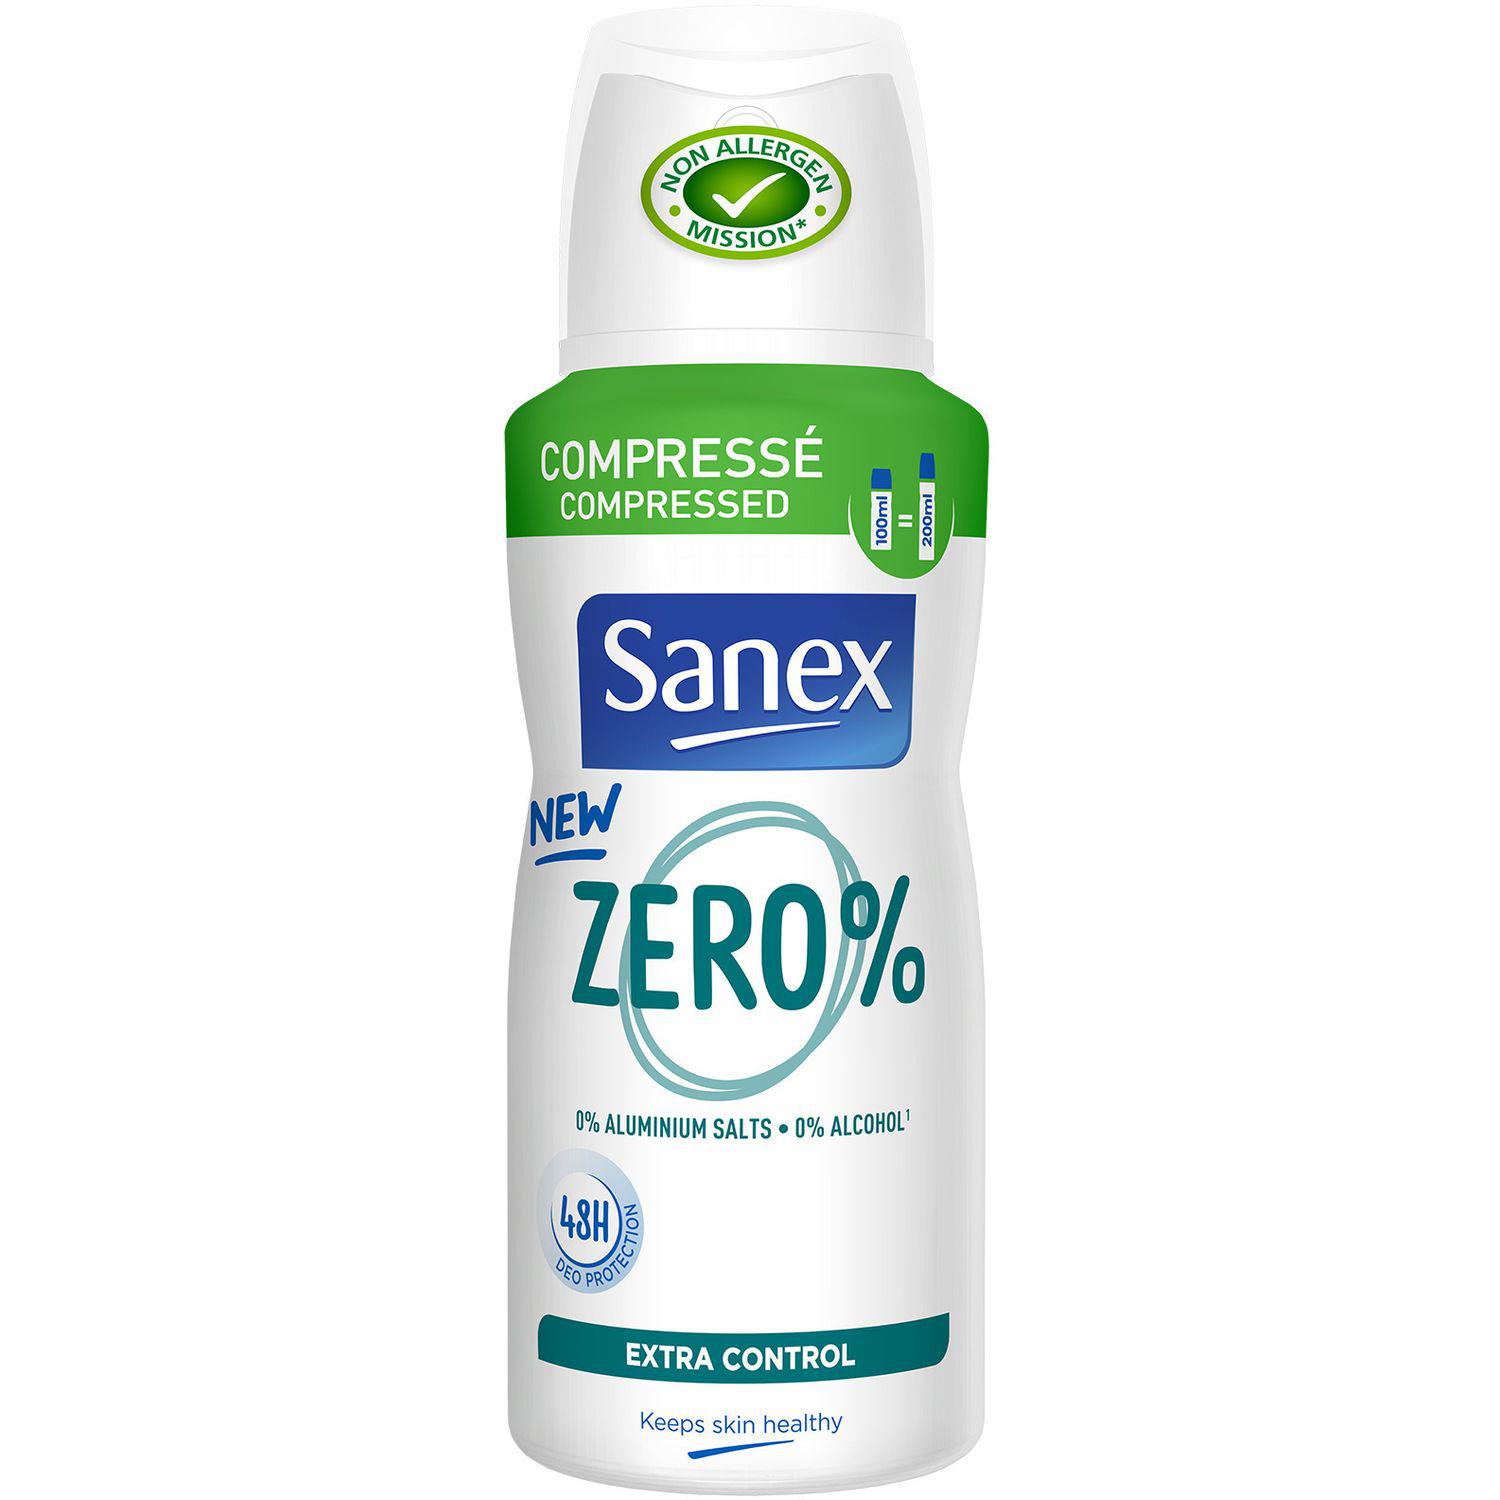 NON ALLERGEN
MISSION*
COMPRESSÉ
COMPRESSED
100ml = 200ml
Sanex
NEW
ZERO%
0% ALUMINIUM SALTS • 0% ALCOHOL¹
48H
DEO PROTECTION
EXTRA CONTROL
Keeps skin healthy